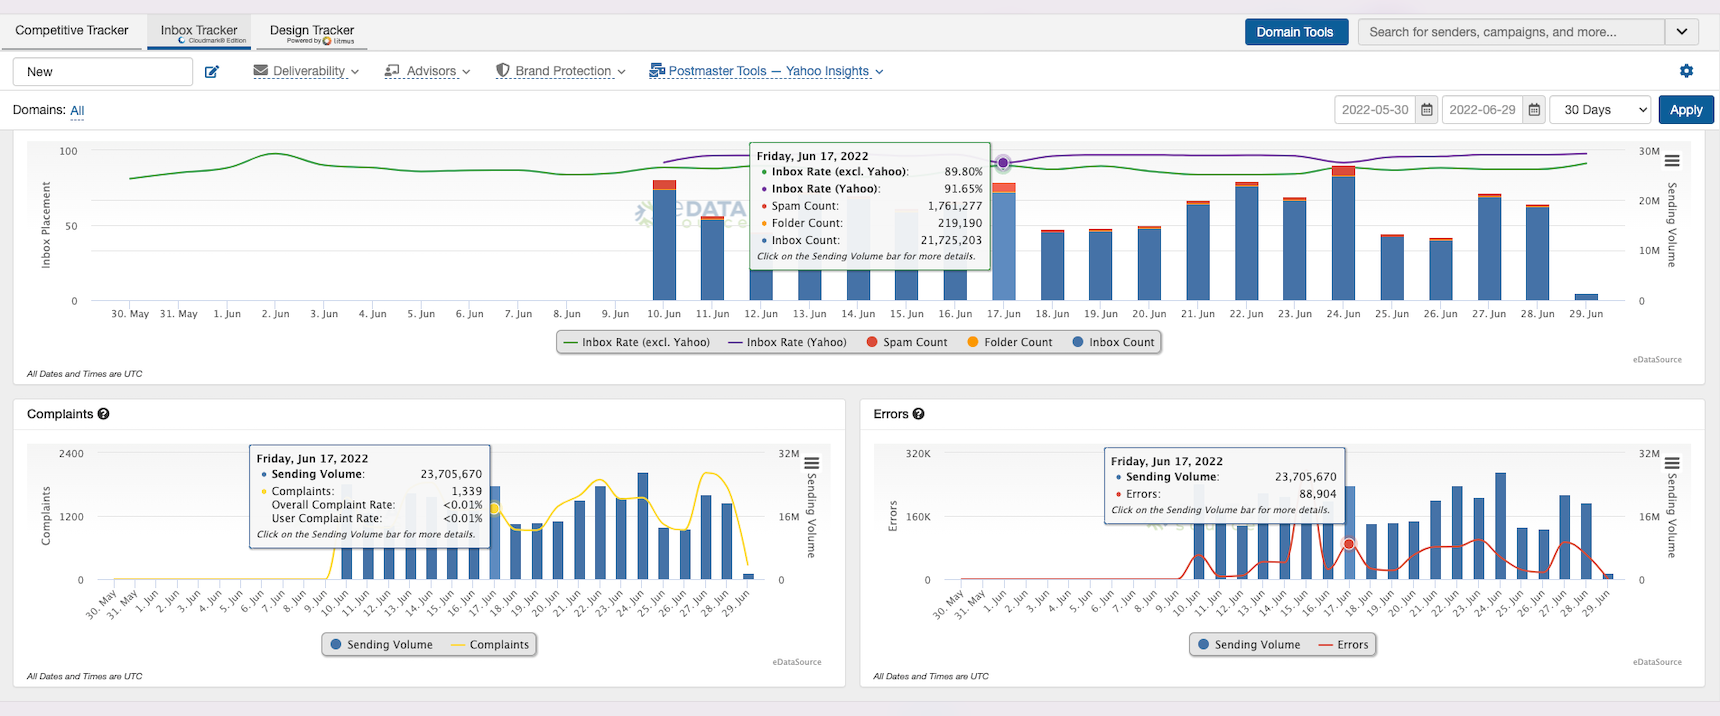 Competitive Tracker
Inbox Tracker
Cloudmark® Edition
Design Tracker
Powered by Litmus
Domain Tools
Search for senders, campaigns, and more...
New
Deliverability
Advisors
Brand Protection
Postmaster Tools — Yahoo Insights
Domains: All
2022-05-30
2022-06-29
30 Days
Apply
100
50
0
Inbox Placement
30M
20M
10M
0
Sending Volume
eDATA
Friday, Jun 17, 2022
Inbox Rate (excl. Yahoo): 89.80%
Inbox Rate (Yahoo): 91.65%
Spam Count: 1,761,277
Folder Count: 219,190
Inbox Count: 21,725,203
Click on the Sending Volume bar for more details.
30. May 31. May 1. Jun 2. Jun 3. Jun 4. Jun 5. Jun 6. Jun 7. Jun 8. Jun 9. Jun 10. Jun 11. Jun 12. Jun 13. Jun 14. Jun 15. Jun 16. Jun 17. Jun 18. Jun 19. Jun 20. Jun 21. Jun 22. Jun 23. Jun 24. Jun 25. Jun 26. Jun 27. Jun 28. Jun 29. Jun
Inbox Rate (excl. Yahoo) Inbox Rate (Yahoo) Spam Count Folder Count Inbox Count
eDataSource
All Dates and Times are UTC
Complaints
2400
1200
0
Complaints
32M
16M
0
Sending Volume
Friday, Jun 17, 2022
Sending Volume: 23,705,670
Complaints: 1,339
Overall Complaint Rate: <0.01%
User Complaint Rate: <0.01%
Click on the Sending Volume bar for more details.
30. May 31. May 1. Jun 2. Jun 3. Jun 4. Jun 5. Jun 6. Jun 7. Jun 8. Jun 9. Jun 10. Jun 11. Jun 12. Jun 13. Jun 14. Jun 15. Jun 16. Jun 17. Jun 18. Jun 19. Jun 20. Jun 21. Jun 22. Jun 23. Jun 24. Jun 25. Jun 26. Jun 27. Jun 28. Jun 29. Jun
Sending Volume Complaints
eDataSource
All Dates and Times are UTC
Errors
320K
160K
0
Errors
32M
16M
0
Sending Volume
Friday, Jun 17, 2022
Sending Volume: 23,705,670
Errors: 88,904
Click on the Sending Volume bar for more details.
30. May 31. May 1. Jun 2. Jun 3. Jun 4. Jun 5. Jun 6. Jun 7. Jun 8. Jun 9. Jun 10. Jun 11. Jun 12. Jun 13. Jun 14. Jun 15. Jun 16. Jun 17. Jun 18. Jun 19. Jun 20. Jun 21. Jun 22. Jun 23. Jun 24. Jun 25. Jun 26. Jun 27. Jun 28. Jun 29. Jun
Sending Volume Errors
eDataSource
All Dates and Times are UTC